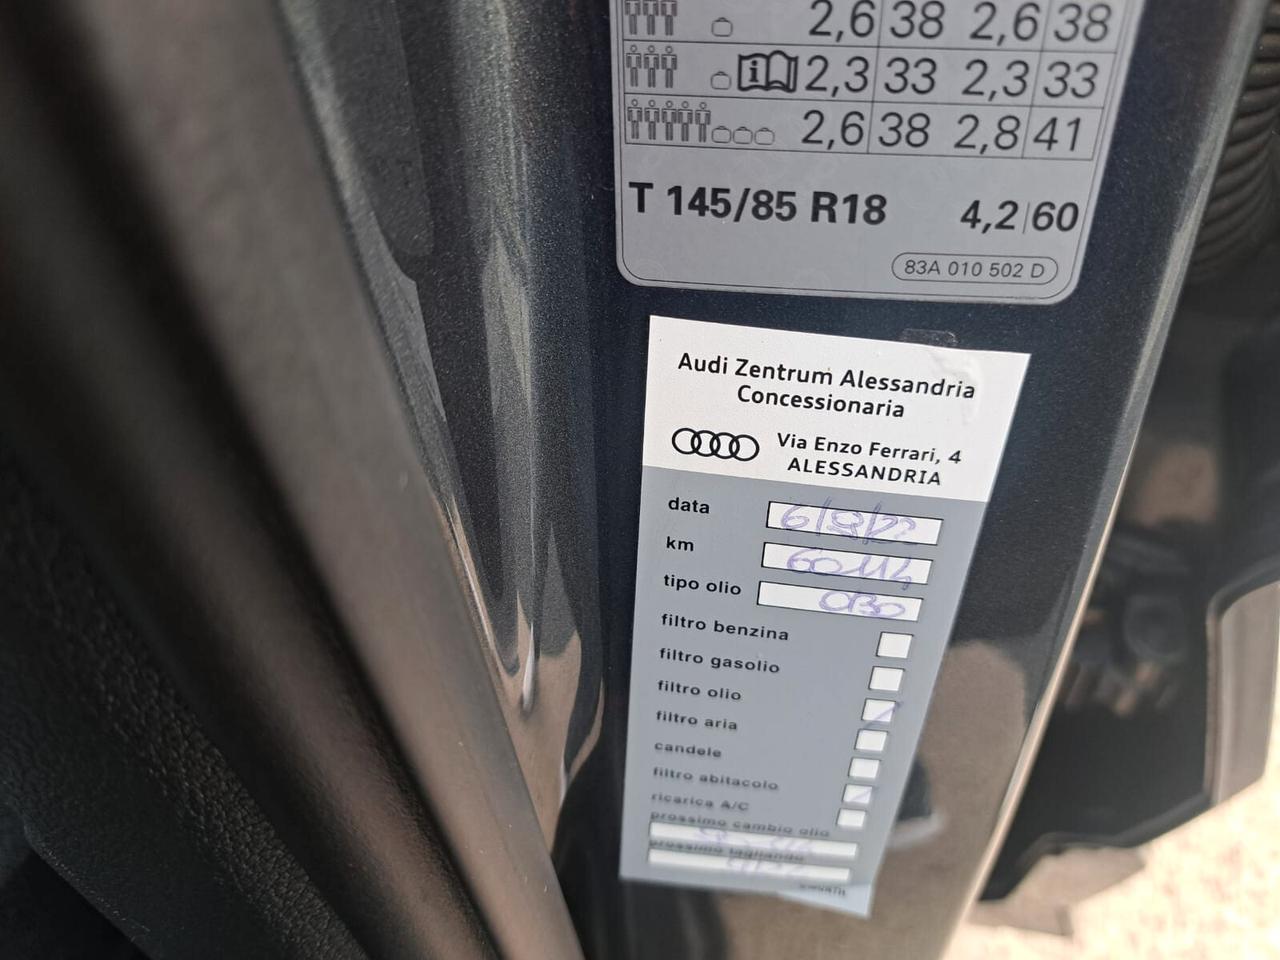 2,6 38 2,6 38
2,3 33 2,3 33
2,6 38 2,8 41
T 145/85 R18 4,2 60
83A 010 502 D
Audi Zentrum Alessandria
Concessionaria
Via Enzo Ferrari, 4
ALESSANDRIA
data
km
tipo olio
filtro benzina
filtro gasolio
filtro olio
filtro aria
candele
filtro abitacolo
ricarica A/C
prossimo cambio olio
prossimo tagliando